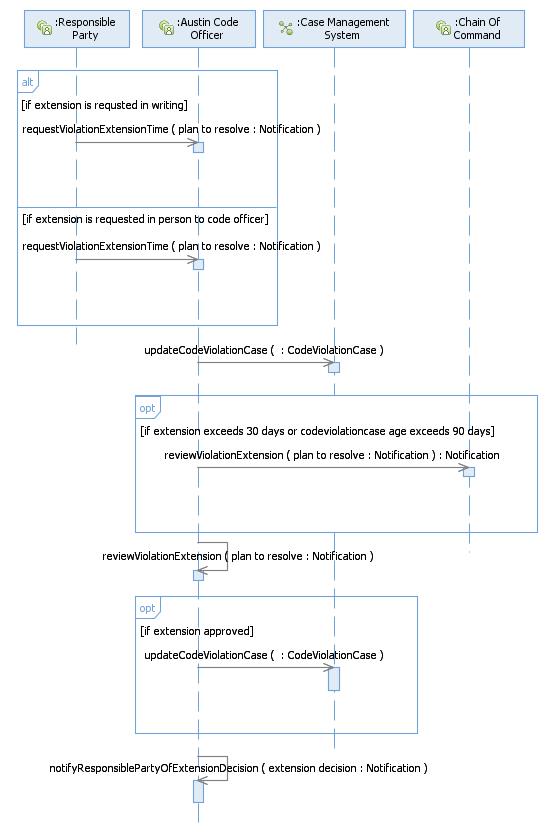 :Responsible
Party
:Austin Code
Officer
:Case Management
System
:Chain Of
Command
alt
[if extension is requsted in writing]
requestViolationExtensionTime ( plan to resolve : Notification )
[if extension is requested in person to code officer]
requestViolationExtensionTime ( plan to resolve : Notification )
updateCodeViolationCase (  : CodeViolationCase )
opt
[if extension exceeds 30 days or codeviolationcase age exceeds 90 days]
reviewViolationExtension ( plan to resolve : Notification ) : Notification
reviewViolationExtension ( plan to resolve : Notification )
opt
[if extension approved]
updateCodeViolationCase (  : CodeViolationCase )
notifyResponsiblePartyOfExtensionDecision ( extension decision : Notification )